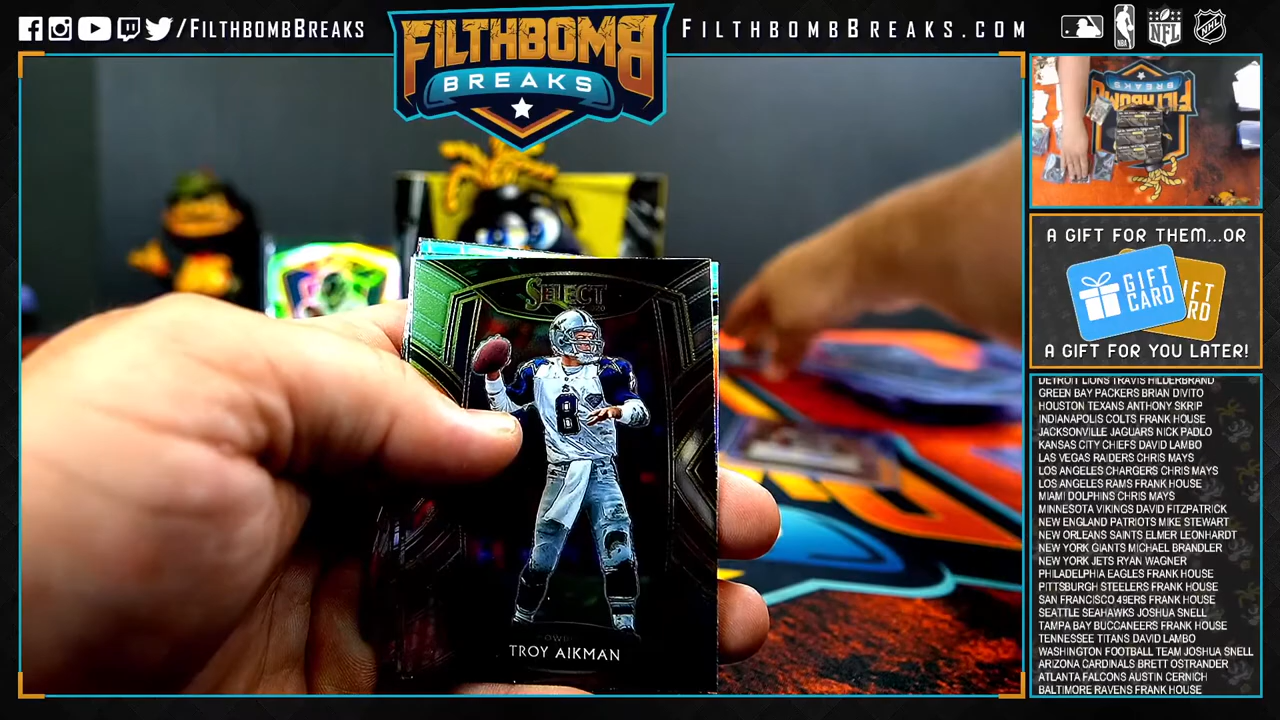 /FILTHBOMBBREAKS
FILTHBOMB
BREAKS
FILTHBOMBBREAKS.COM
NBA
NFL
NHL
SELECT
8
TROY AIKMAN
FILTHBOMB
BREAKS
A GIFT FOR THEM...OR
GIFT
CARD
A GIFT FOR YOU LATER!
DETROIT LIONS TRAVIS HILDERBRAND
GREEN BAY PACKERS BRIAN DIVITO
HOUSTON TEXANS ANTHONY SKRIP
INDIANAPOLIS COLTS FRANK HOUSE
JACKSONVILLE JAGUARS NICK PADLO
KANSAS CITY CHIEFS DAVID LAMBO
LAS VEGAS RAIDERS CHRIS MAYS
LOS ANGELES CHARGERS CHRIS MAYS
LOS ANGELES RAMS FRANK HOUSE
MIAMI DOLPHINS CHRIS MAYS
MINNESOTA VIKINGS DAVID FITZPATRICK
NEW ENGLAND PATRIOTS MIKE STEWART
NEW ORLEANS SAINTS ELMER LEONHARDT
NEW YORK GIANTS MICHAEL BRANDLER
NEW YORK JETS RYAN WAGNER
PHILADELPHIA EAGLES FRANK HOUSE
PITTSBURGH STEELERS FRANK HOUSE
SAN FRANCISCO 49ERS FRANK HOUSE
SEATTLE SEAHAWKS JOSHUA SNELL
TAMPA BAY BUCCANEERS FRANK HOUSE
TENNESSEE TITANS DAVID LAMBO
WASHINGTON FOOTBALL TEAM JOSHUA SNELL
ARIZONA CARDINALS BRETT OSTRANDER
ATLANTA FALCONS AUSTIN CERNICH
BALTIMORE RAVENS FRANK HOUSE